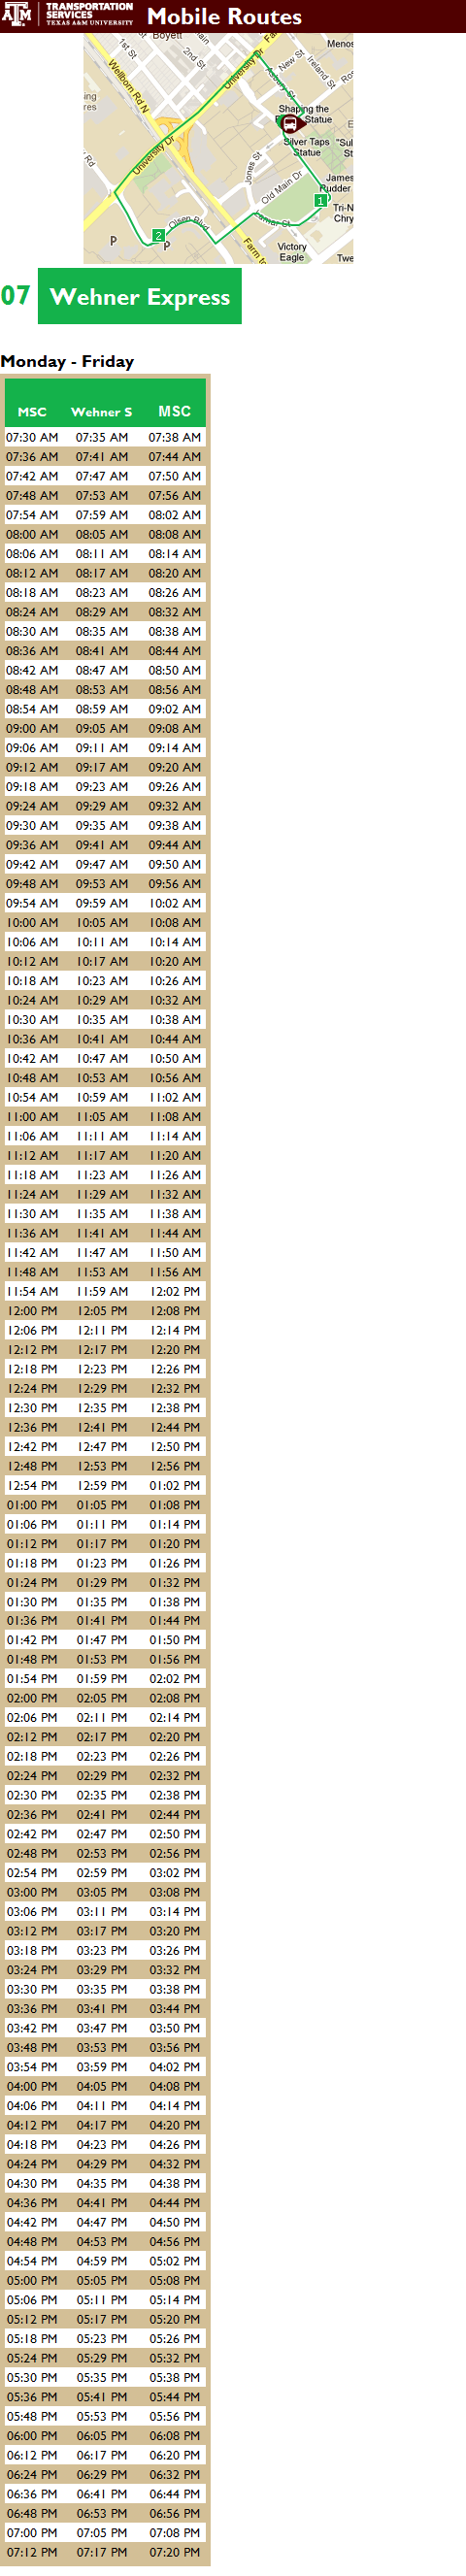 TRANSPORTATION
SERVICES
TEXAS A&M UNIVERSITY
Mobile Routes
Boyett
Menos
1st St
2nd St
University Dr
Fa
New St
Ireland St
Asbury St
Wellborn Rd N
Ro
ing
res
Shaping the
Statue
Silver Taps
Statue
"Sul
St
University Dr
Jones St
James
Rudder
Rd
Old Main Dr
Tri-N
Chry
1
Lamar St
Olsen Blvd
2
P
P
Farm to
Victory
Eagle
Twe
07 Wehner Express
Monday - Friday
MSC Wehner S MSC
07:30 AM 07:35 AM 07:38 AM
07:36 AM 07:41 AM 07:44 AM
07:42 AM 07:47 AM 07:50 AM
07:48 AM 07:53 AM 07:56 AM
07:54 AM 07:59 AM 08:02 AM
08:00 AM 08:05 AM 08:08 AM
08:06 AM 08:11 AM 08:14 AM
08:12 AM 08:17 AM 08:20 AM
08:18 AM 08:23 AM 08:26 AM
08:24 AM 08:29 AM 08:32 AM
08:30 AM 08:35 AM 08:38 AM
08:36 AM 08:41 AM 08:44 AM
08:42 AM 08:47 AM 08:50 AM
08:48 AM 08:53 AM 08:56 AM
08:54 AM 08:59 AM 09:02 AM
09:00 AM 09:05 AM 09:08 AM
09:06 AM 09:11 AM 09:14 AM
09:12 AM 09:17 AM 09:20 AM
09:18 AM 09:23 AM 09:26 AM
09:24 AM 09:29 AM 09:32 AM
09:30 AM 09:35 AM 09:38 AM
09:36 AM 09:41 AM 09:44 AM
09:42 AM 09:47 AM 09:50 AM
09:48 AM 09:53 AM 09:56 AM
09:54 AM 09:59 AM 10:02 AM
10:00 AM 10:05 AM 10:08 AM
10:06 AM 10:11 AM 10:14 AM
10:12 AM 10:17 AM 10:20 AM
10:18 AM 10:23 AM 10:26 AM
10:24 AM 10:29 AM 10:32 AM
10:30 AM 10:35 AM 10:38 AM
10:36 AM 10:41 AM 10:44 AM
10:42 AM 10:47 AM 10:50 AM
10:48 AM 10:53 AM 10:56 AM
10:54 AM 10:59 AM 11:02 AM
11:00 AM 11:05 AM 11:08 AM
11:06 AM 11:11 AM 11:14 AM
11:12 AM 11:17 AM 11:20 AM
11:18 AM 11:23 AM 11:26 AM
11:24 AM 11:29 AM 11:32 AM
11:30 AM 11:35 AM 11:38 AM
11:36 AM 11:41 AM 11:44 AM
11:42 AM 11:47 AM 11:50 AM
11:48 AM 11:53 AM 11:56 AM
11:54 AM 11:59 AM 12:02 PM
12:00 PM 12:05 PM 12:08 PM
12:06 PM 12:11 PM 12:14 PM
12:12 PM 12:17 PM 12:20 PM
12:18 PM 12:23 PM 12:26 PM
12:24 PM 12:29 PM 12:32 PM
12:30 PM 12:35 PM 12:38 PM
12:36 PM 12:41 PM 12:44 PM
12:42 PM 12:47 PM 12:50 PM
12:48 PM 12:53 PM 12:56 PM
12:54 PM 12:59 PM 01:02 PM
01:00 PM 01:05 PM 01:08 PM
01:06 PM 01:11 PM 01:14 PM
01:12 PM 01:17 PM 01:20 PM
01:18 PM 01:23 PM 01:26 PM
01:24 PM 01:29 PM 01:32 PM
01:30 PM 01:35 PM 01:38 PM
01:36 PM 01:41 PM 01:44 PM
01:42 PM 01:47 PM 01:50 PM
01:48 PM 01:53 PM 01:56 PM
01:54 PM 01:59 PM 02:02 PM
02:00 PM 02:05 PM 02:08 PM
02:06 PM 02:11 PM 02:14 PM
02:12 PM 02:17 PM 02:20 PM
02:18 PM 02:23 PM 02:26 PM
02:24 PM 02:29 PM 02:32 PM
02:30 PM 02:35 PM 02:38 PM
02:36 PM 02:41 PM 02:44 PM
02:42 PM 02:47 PM 02:50 PM
02:48 PM 02:53 PM 02:56 PM
02:54 PM 02:59 PM 03:02 PM
03:00 PM 03:05 PM 03:08 PM
03:06 PM 03:11 PM 03:14 PM
03:12 PM 03:17 PM 03:20 PM
03:18 PM 03:23 PM 03:26 PM
03:24 PM 03:29 PM 03:32 PM
03:30 PM 03:35 PM 03:38 PM
03:36 PM 03:41 PM 03:44 PM
03:42 PM 03:47 PM 03:50 PM
03:48 PM 03:53 PM 03:56 PM
03:54 PM 03:59 PM 04:02 PM
04:00 PM 04:05 PM 04:08 PM
04:06 PM 04:11 PM 04:14 PM
04:12 PM 04:17 PM 04:20 PM
04:18 PM 04:23 PM 04:26 PM
04:24 PM 04:29 PM 04:32 PM
04:30 PM 04:35 PM 04:38 PM
04:36 PM 04:41 PM 04:44 PM
04:42 PM 04:47 PM 04:50 PM
04:48 PM 04:53 PM 04:56 PM
04:54 PM 04:59 PM 05:02 PM
05:00 PM 05:05 PM 05:08 PM
05:06 PM 05:11 PM 05:14 PM
05:12 PM 05:17 PM 05:20 PM
05:18 PM 05:23 PM 05:26 PM
05:24 PM 05:29 PM 05:32 PM
05:30 PM 05:35 PM 05:38 PM
05:36 PM 05:41 PM 05:44 PM
05:48 PM 05:53 PM 05:56 PM
06:00 PM 06:05 PM 06:08 PM
06:12 PM 06:17 PM 06:20 PM
06:24 PM 06:29 PM 06:32 PM
06:36 PM 06:41 PM 06:44 PM
06:48 PM 06:53 PM 06:56 PM
07:00 PM 07:05 PM 07:08 PM
07:12 PM 07:17 PM 07:20 PM